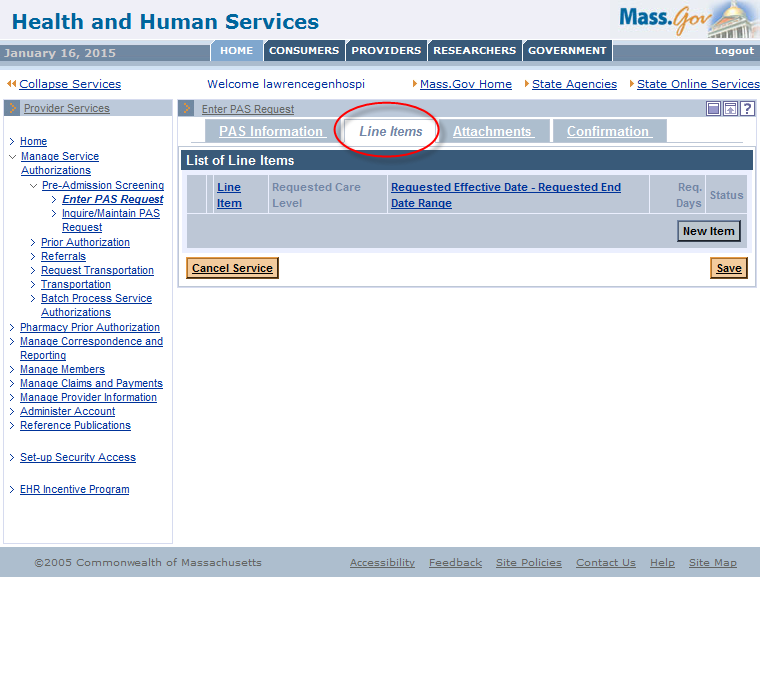 Health and Human Services
Mass.Gov
January 16, 2015
HOME CONSUMERS PROVIDERS RESEARCHERS GOVERNMENT Logout
Collapse Services Welcome lawrencegenhospi Mass.Gov Home State Agencies State Online Services
Provider Services
Home
Manage Service
Authorizations
Pre-Admission Screening
Enter PAS Request
Inquire/Maintain PAS
Request
Prior Authorization
Referrals
Request Transportation
Transportation
Batch Process Service
Authorizations
Pharmacy Prior Authorization
Manage Correspondence and
Reporting
Manage Members
Manage Claims and Payments
Manage Provider Information
Administer Account
Reference Publications
Set-up Security Access
EHR Incentive Program
Enter PAS Request ?
PAS Information Line Items Attachments Confirmation
List of Line Items
Line Item Requested Care Level Requested Effective Date - Requested End Date Range Req. Days Status
New Item
Cancel Service Save
©2005 Commonwealth of Massachusetts Accessibility Feedback Site Policies Contact Us Help Site Map